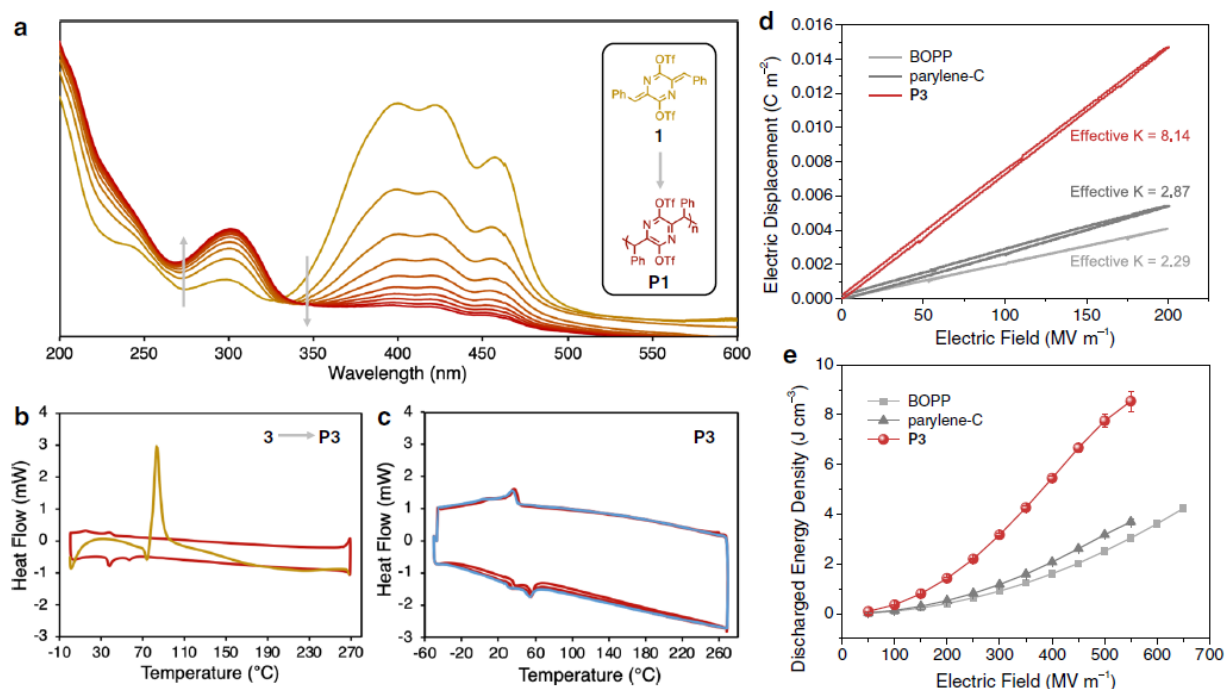 a
OTf
Ph
N
N
Ph
OTf
1
OTf
Ph
N
N
n
Ph
OTf
P1
200 250 300 350 400 450 500 550 600
Wavelength (nm)
b
3 P3
Heat Flow (mW)
4
3
2
1
0
-1
-2
-3
-10 30 70 110 150 190 230 270
Temperature (°C)
c
P3
Heat Flow (mW)
4
3
2
1
0
-1
-2
-3
-60 -20 20 60 100 140 180 220 260
Temperature (°C)
d
BOPP
parylene-C
P3
Effective K = 8.14
Effective K = 2.87
Effective K = 2.29
Electric Displacement (C m⁻²)
0.016
0.014
0.012
0.010
0.008
0.006
0.004
0.002
0.000
0 50 100 150 200
Electric Field (MV m⁻¹)
e
BOPP
parylene-C
P3
Discharged Energy Density (J cm⁻³)
10
8
6
4
2
0
0 100 200 300 400 500 600 700
Electric Field (MV m⁻¹)